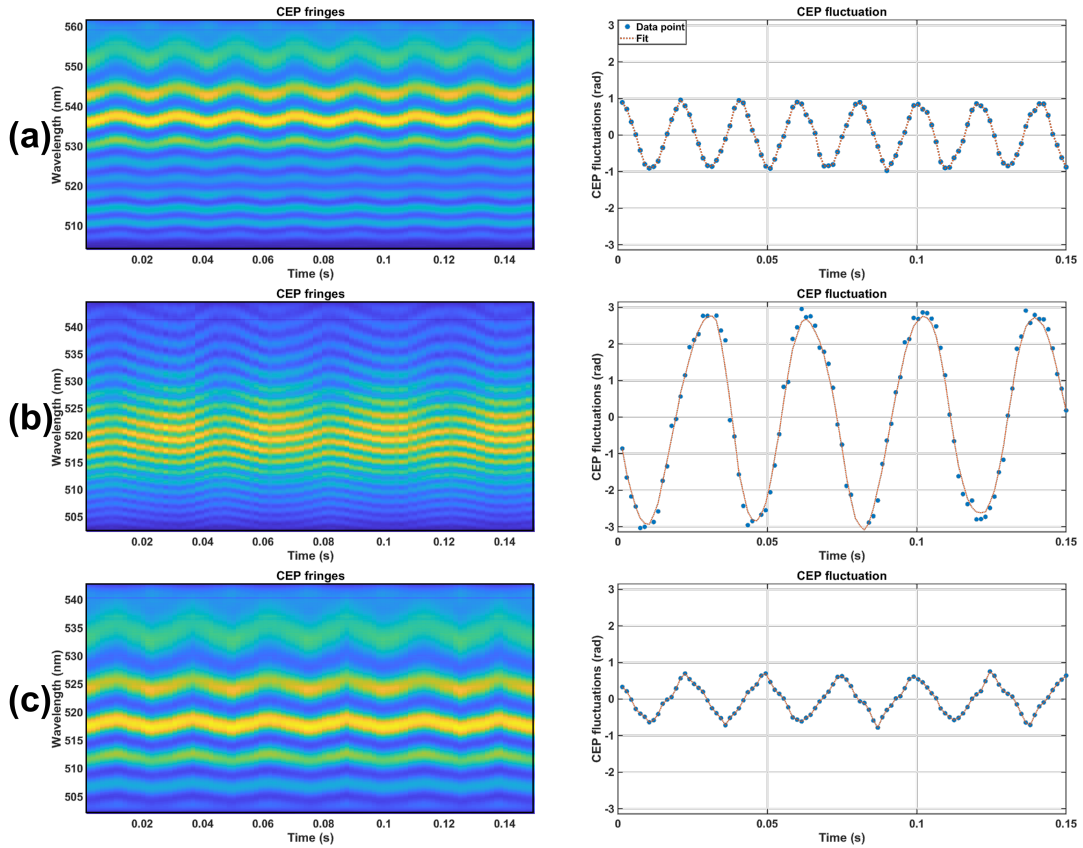 CEP fringes
(a)
Wavelength (nm)
560
550
540
530
520
510
0.02 0.04 0.06 0.08 0.1 0.12 0.14
Time (s)
CEP fluctuation
Data point
Fit
CEP fluctuations (rad)
3
2
1
0
-1
-2
-3
0 0.05 0.1 0.15
Time (s)
CEP fringes
(b)
Wavelength (nm)
540
535
530
525
520
515
510
505
0.02 0.04 0.06 0.08 0.1 0.12 0.14
Time (s)
CEP fluctuation
CEP fluctuations (rad)
3
2
1
0
-1
-2
-3
0 0.05 0.1 0.15
Time (s)
CEP fringes
(c)
Wavelength (nm)
540
535
530
525
520
515
510
505
0.02 0.04 0.06 0.08 0.1 0.12 0.14
Time (s)
CEP fluctuation
CEP fluctuations (rad)
3
2
1
0
-1
-2
-3
0 0.05 0.1 0.15
Time (s)